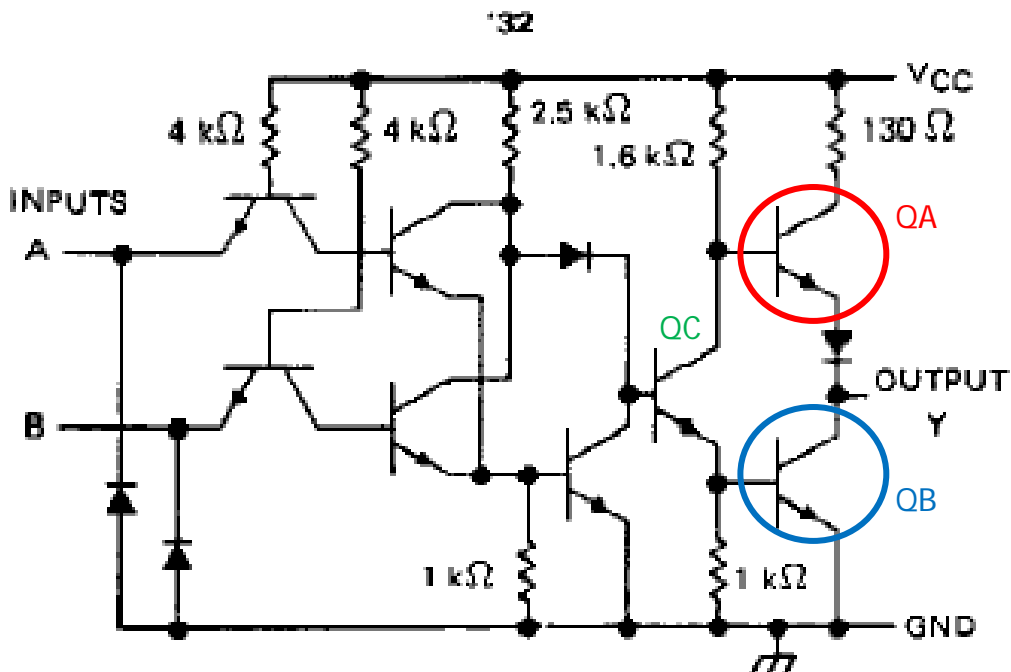 '32
VCC
4 kΩ
4 kΩ
2.5 kΩ
1.6 kΩ
130 Ω
INPUTS
A
QA
QC
OUTPUT
Y
B
QB
1 kΩ
1 kΩ
GND